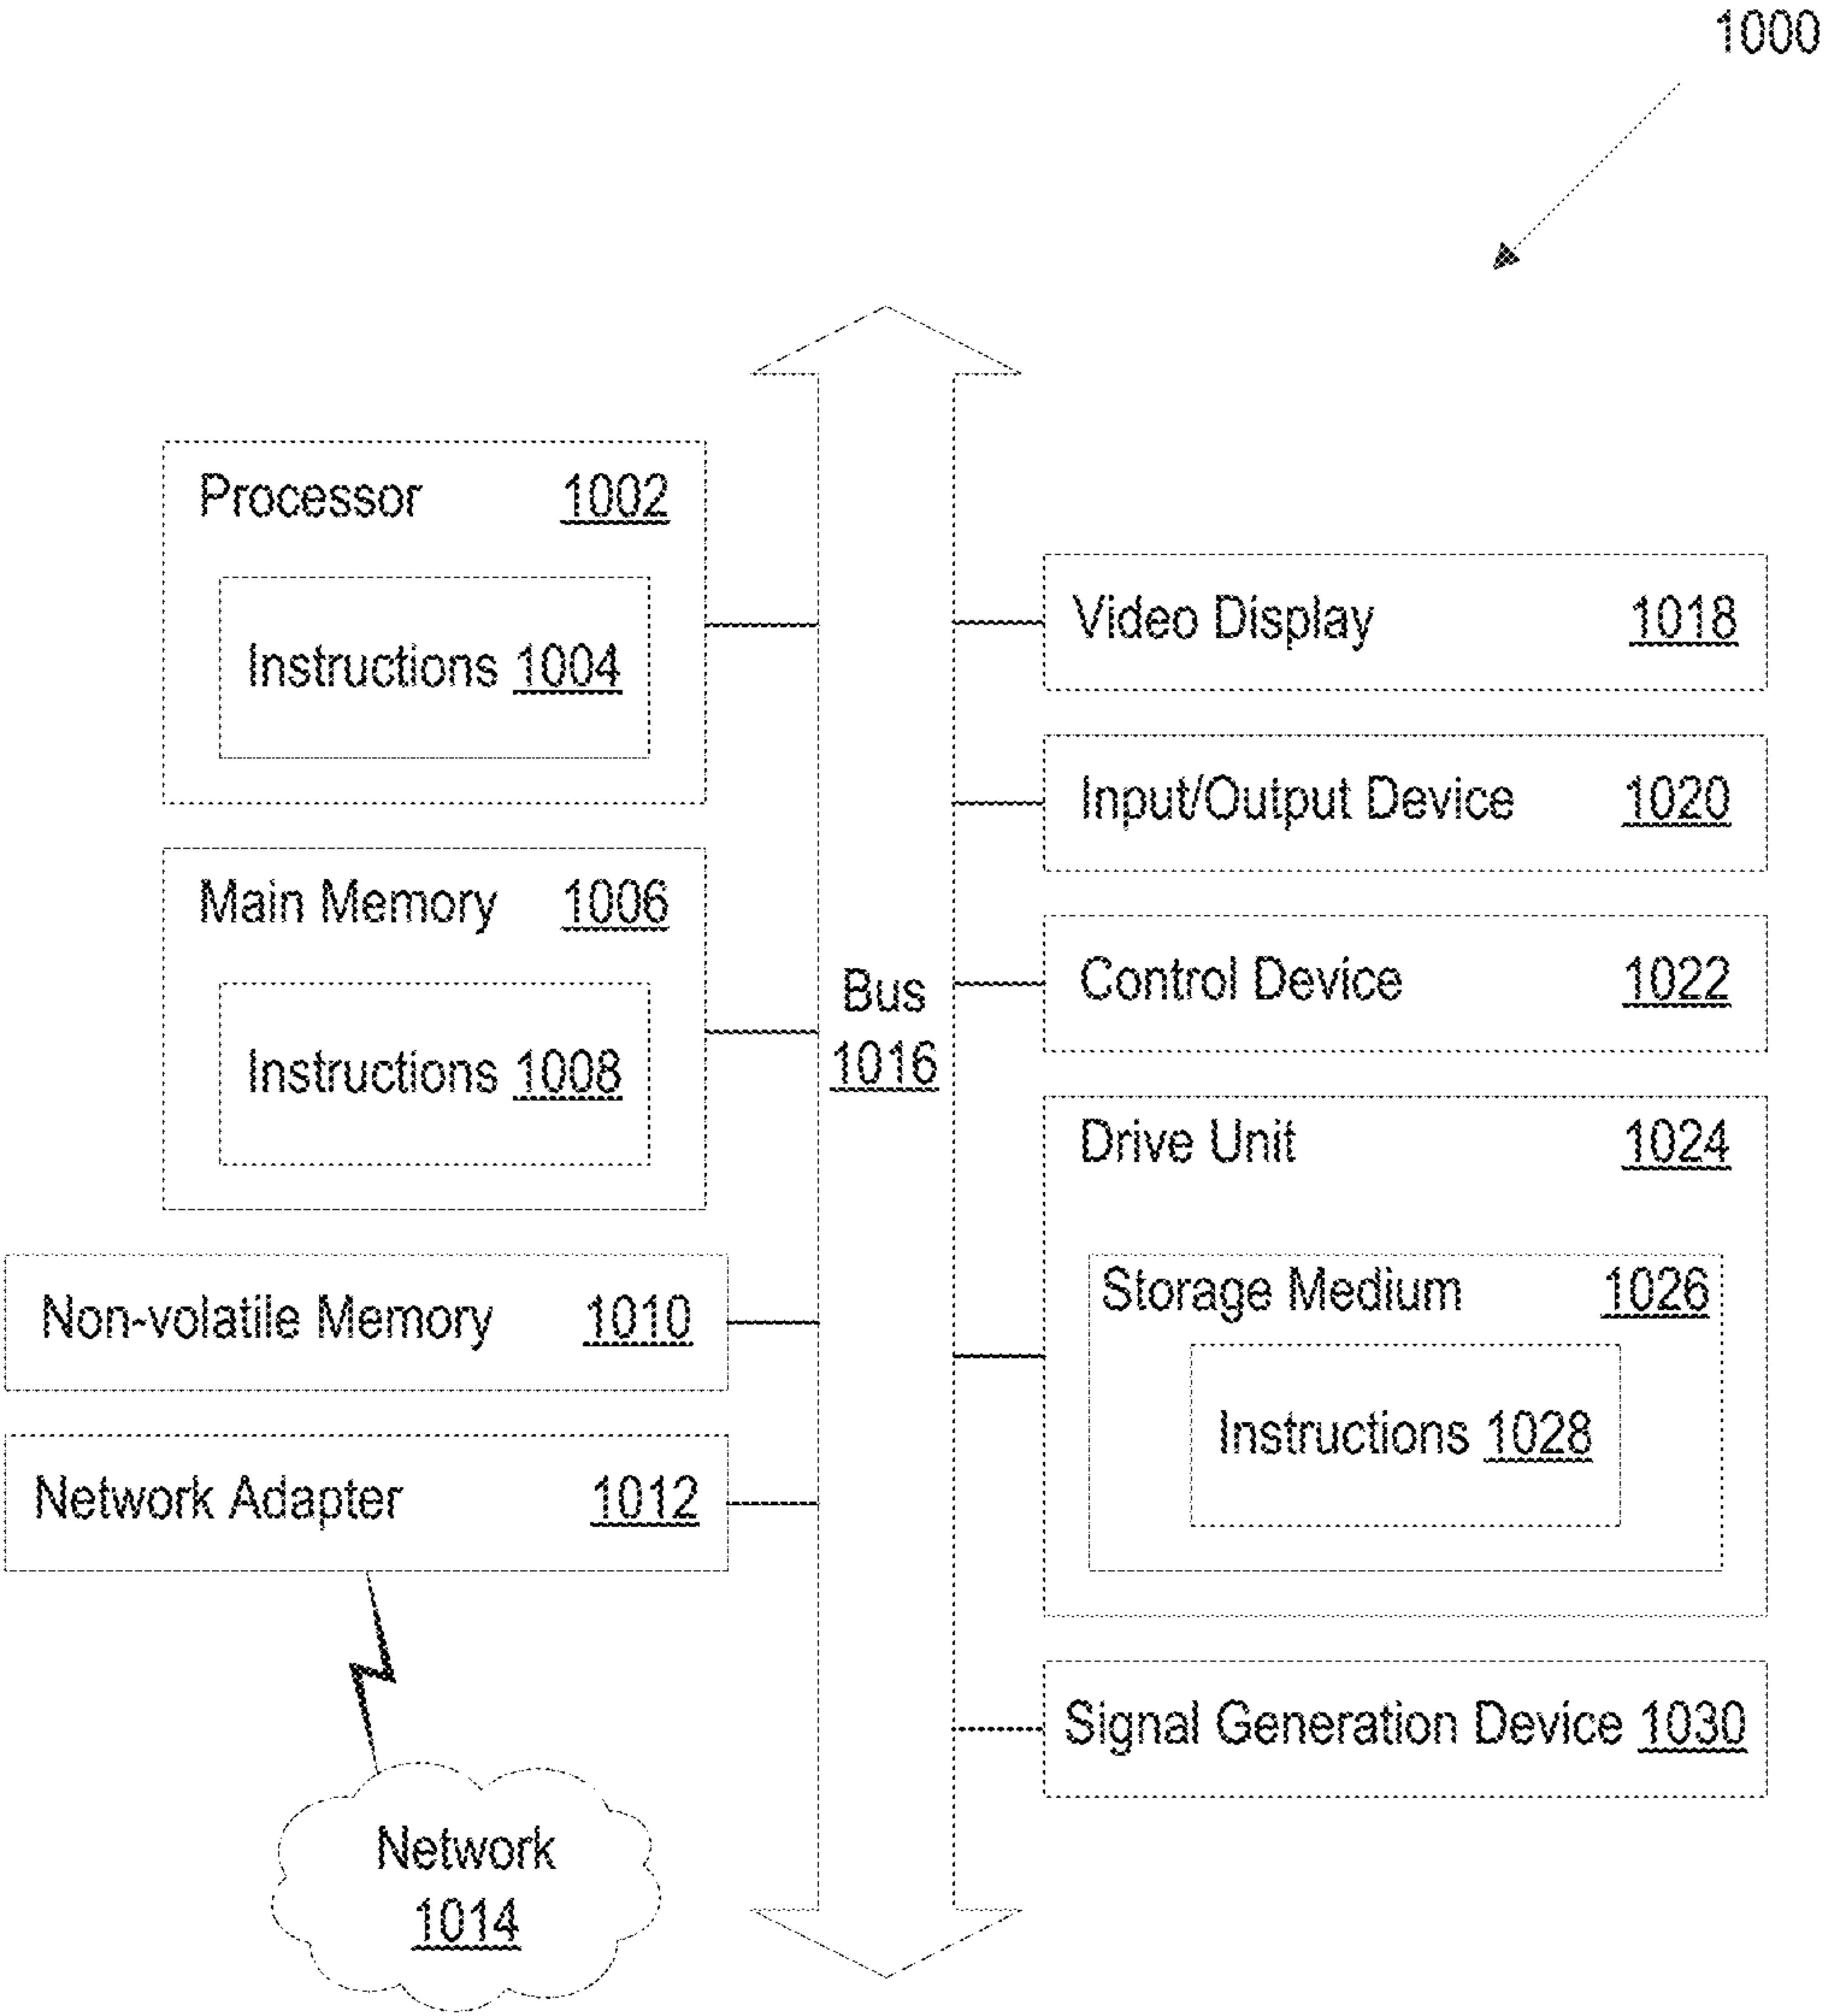 1000
Processor 1002
Instructions 1004
Main Memory 1006
Instructions 1008
Non-volatile Memory 1010
Network Adapter 1012
Network
1014
Bus
1016
Video Display 1018
Input/Output Device 1020
Control Device 1022
Drive Unit 1024
Storage Medium 1026
Instructions 1028
Signal Generation Device 1030